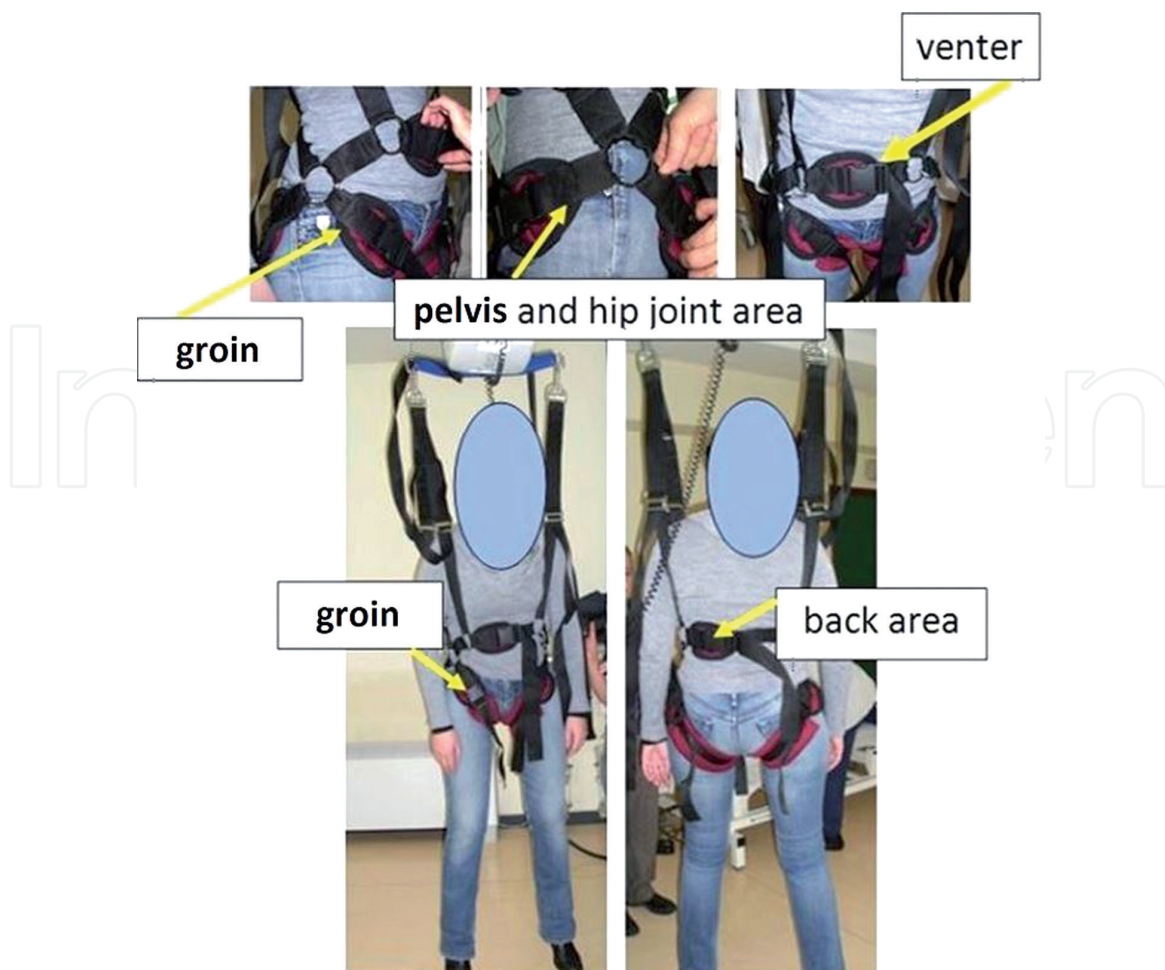 venter
pelvis and hip joint area
groin
groin
back area